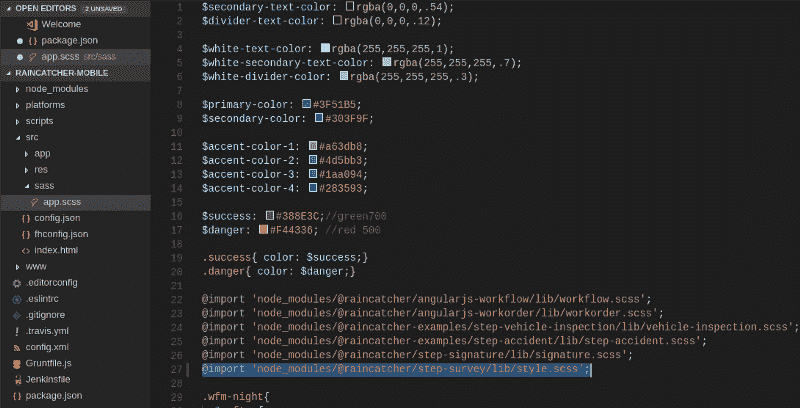 OPEN EDITORS 2 UNSAVED
Welcome
package.json
app.scss src/sass
RAINCATCHER-MOBILE
node_modules
platforms
scripts
src
app
res
sass
app.scss
config.json
fhconfig.json
index.html
www
.editorconfig
.eslintrc
.gitignore
.travis.yml
config.xml
Gruntfile.js
Jenkinsfile
package.json
1 $secondary-text-color: rgba(0,0,0,.54);
2 $divider-text-color: rgba(0,0,0,.12);
3
4 $white-text-color: rgba(255,255,255,1);
5 $white-secondary-text-color: rgba(255,255,255,.7);
6 $white-divider-color: rgba(255,255,255,.3);
7
8 $primary-color: #3F51B5;
9 $secondary-color: #303F9F;
10
11 $accent-color-1: #a63db8;
12 $accent-color-2: #4d5bb3;
13 $accent-color-3: #1aa094;
14 $accent-color-4: #283593;
15
16 $success: #388E3C;//green700
17 $danger: #F44336; //red 500
18
19 .success{ color: $success;}
20 .danger{ color: $danger;}
21
22 @import 'node_modules/@raincatcher/angularjs-workflow/lib/workflow.scss';
23 @import 'node_modules/@raincatcher/angularjs-workorder/lib/workorder.scss';
24 @import 'node_modules/@raincatcher-examples/step-vehicle-inspection/lib/vehicle-inspection.scss';
25 @import 'node_modules/@raincatcher-examples/step-accident/lib/step-accident.scss';
26 @import 'node_modules/@raincatcher/step-signature/lib/signature.scss';
27 @import 'node_modules/@raincatcher/step-survey/lib/style.scss';
28
29 .wfm-night{